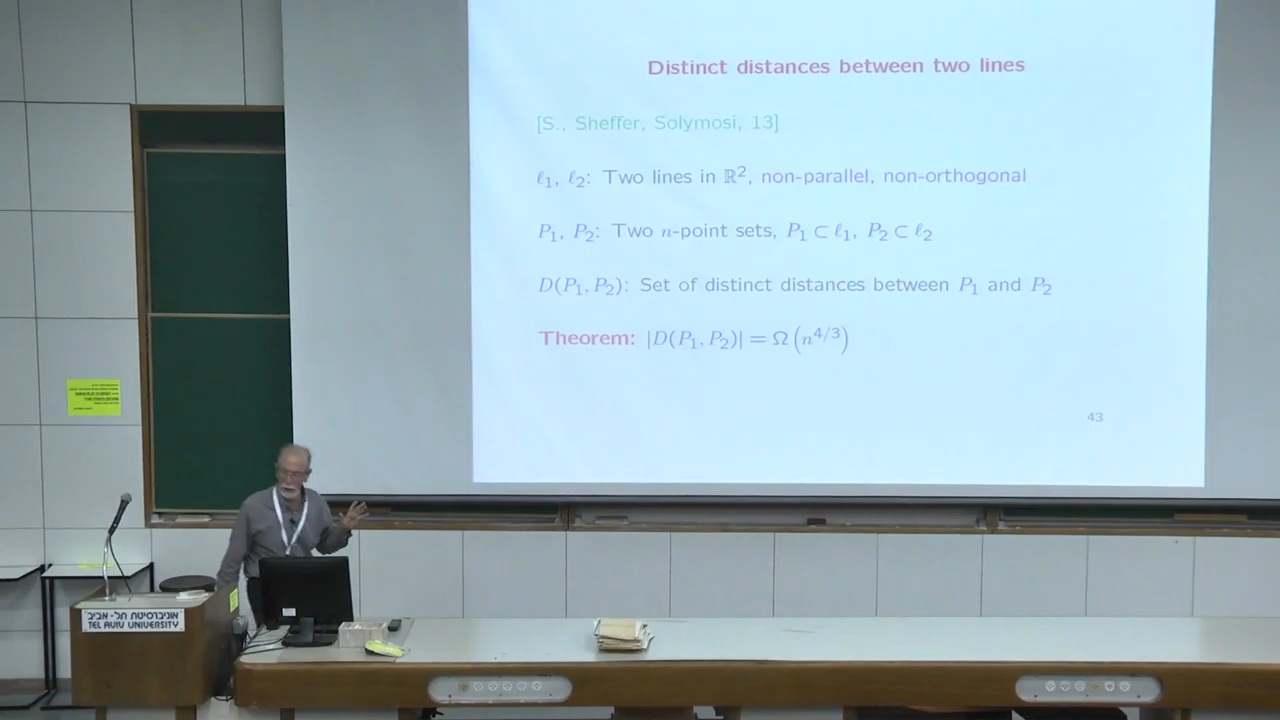 Distinct distances between two lines
[S., Sheffer, Solymosi, 13]
ℓ₁, ℓ₂: Two lines in ℝ², non-parallel, non-orthogonal
P₁, P₂: Two n-point sets, P₁ ⊂ ℓ₁, P₂ ⊂ ℓ₂
D(P₁, P₂): Set of distinct distances between P₁ and P₂
Theorem: |D(P₁, P₂)| = Ω(n^{4/3})
43
אוניברסיטת תל-אביב
TEL AVIV UNIVERSITY